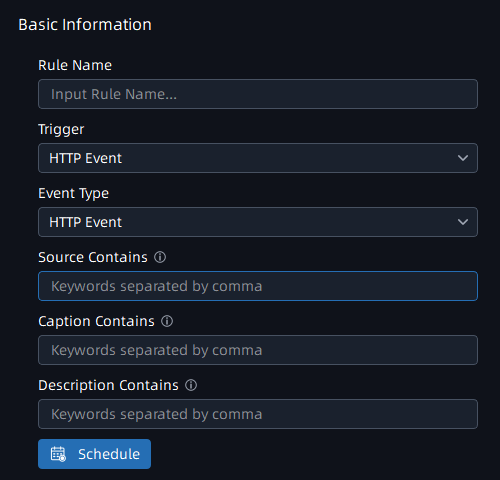 Basic Information
Rule Name
Input Rule Name...
Trigger
HTTP Event
Event Type
HTTP Event
Source Contains
Keywords separated by comma
Caption Contains
Keywords separated by comma
Description Contains
Keywords separated by comma
Schedule